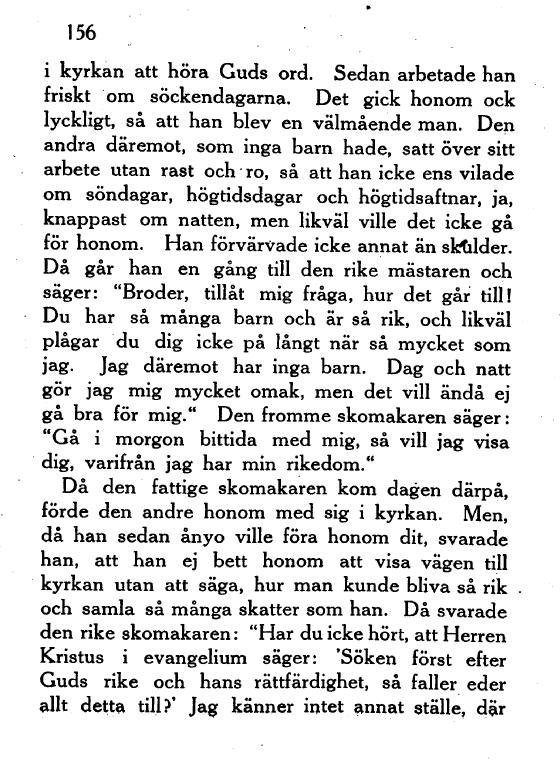 156
i kyrkan att höra Guds ord. Sedan arbetade han
friskt om söckendagarna. Det gick honom ock
lyckligt, så att han blev en välmående man. Den
andra däremot, som inga barn hade, satt över sitt
arbete utan rast och ro, så att han icke ens vilade
om söndagar, högtidsdagar och högtidsaftnar, ja,
knappast om natten, men likväl ville det icke gå
för honom. Han förvärvade icke annat än skulder.
Då går han en gång till den rike mästaren och
säger: “Broder, tillåt mig fråga, hur det går till!
Du har så många barn och är så rik, och likväl
plågar du dig icke på långt när så mycket som
jag. Jag däremot har inga barn. Dag och natt
gör jag mig mycket omak, men det vill ändå ej
gå bra för mig.“ Den fromme skomakaren säger:
“Gå i morgon bittida med mig, så vill jag visa
dig, varifrån jag har min rikedom.“
Då den fattige skomakaren kom dagen därpå,
förde den andre honom med sig i kyrkan. Men,
då han sedan ånyo ville föra honom dit, svarade
han, att han ej bett honom att visa vägen till
kyrkan utan att säga, hur man kunde bliva så rik
och samla så många skatter som han. Då svarade
den rike skomakaren: “Har du icke hört, att Herren
Kristus i evangelium säger: ’Söken först efter
Guds rike och hans rättfärdighet, så faller eder
allt detta till?’ Jag känner intet annat ställe, där